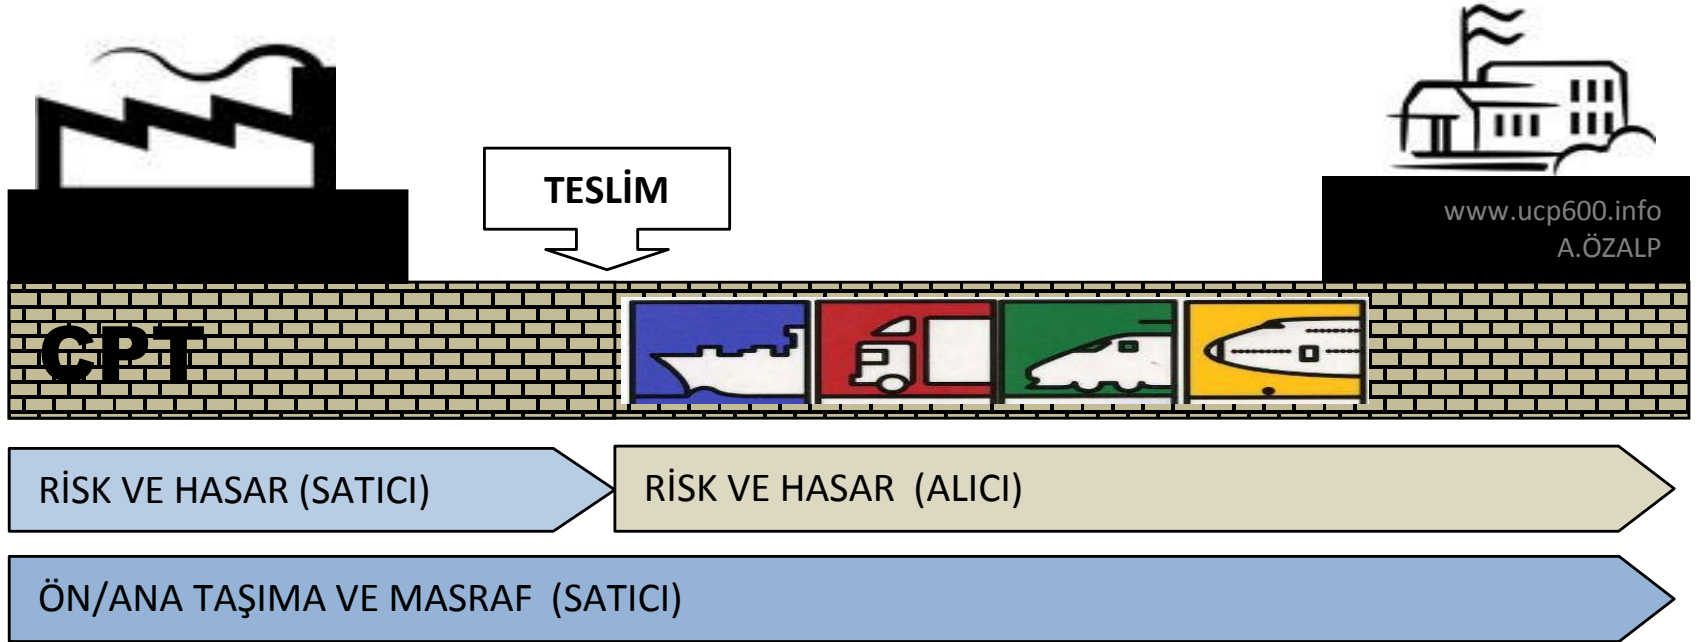 TESLİM
www.ucp600.info
A.ÖZALP
CPT
RİSK VE HASAR (SATICI)
RİSK VE HASAR (ALICI)
ÖN/ANA TAŞIMA VE MASRAF (SATICI)